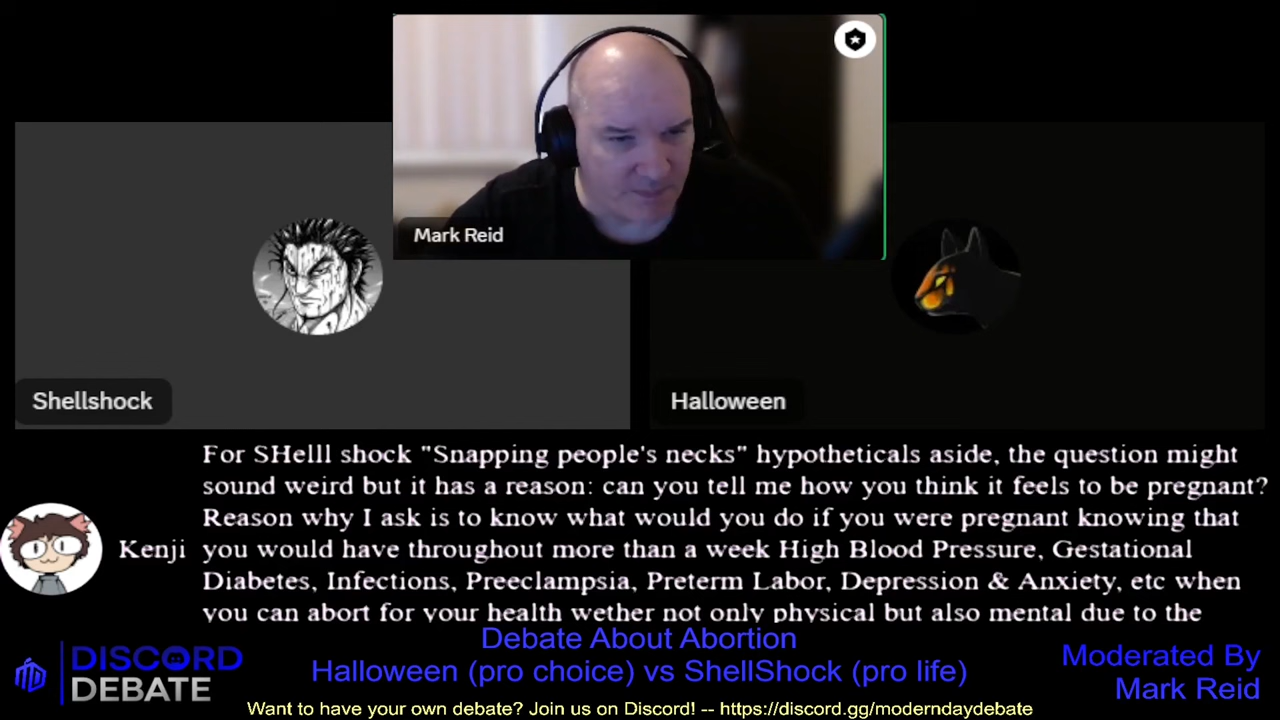 Mark Reid
Shellshock
Halloween
For SHelll shock "Snapping people's necks" hypotheticals aside, the question might
sound weird but it has a reason: can you tell me how you think it feels to be pregnant?
Reason why I ask is to know what would you do if you were pregnant knowing that
Kenji you would have throughout more than a week High Blood Pressure, Gestational
Diabetes, Infections, Preeclampsia, Preterm Labor, Depression & Anxiety, etc when
you can abort for your health wether not only physical but also mental due to the
DISCORD
DEBATE
Debate About Abortion
Halloween (pro choice) vs ShellShock (pro life)
Moderated By
Mark Reid
Want to have your own debate? Join us on Discord! -- https://discord.gg/moderndaydebate